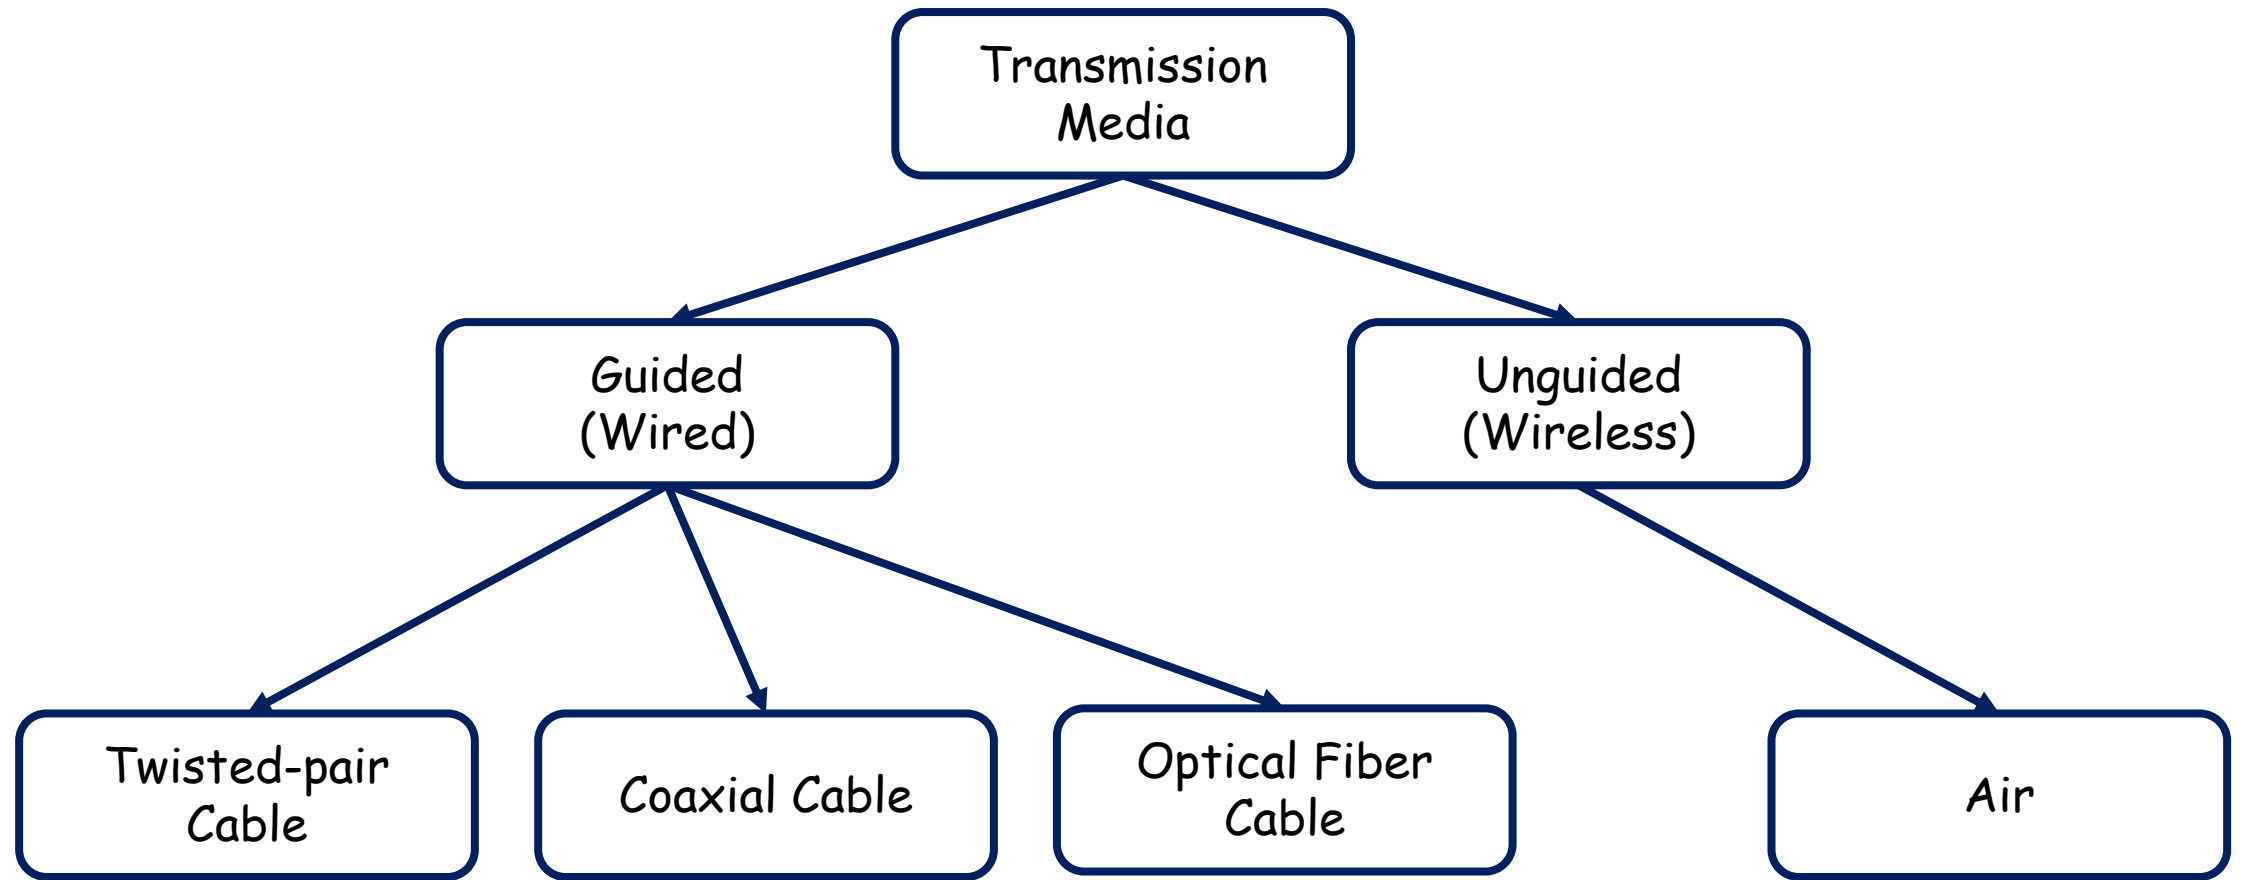 Transmission
Media
Guided
(Wired)
Unguided
(Wireless)
Twisted-pair
Cable
Coaxial Cable
Optical Fiber
Cable
Air